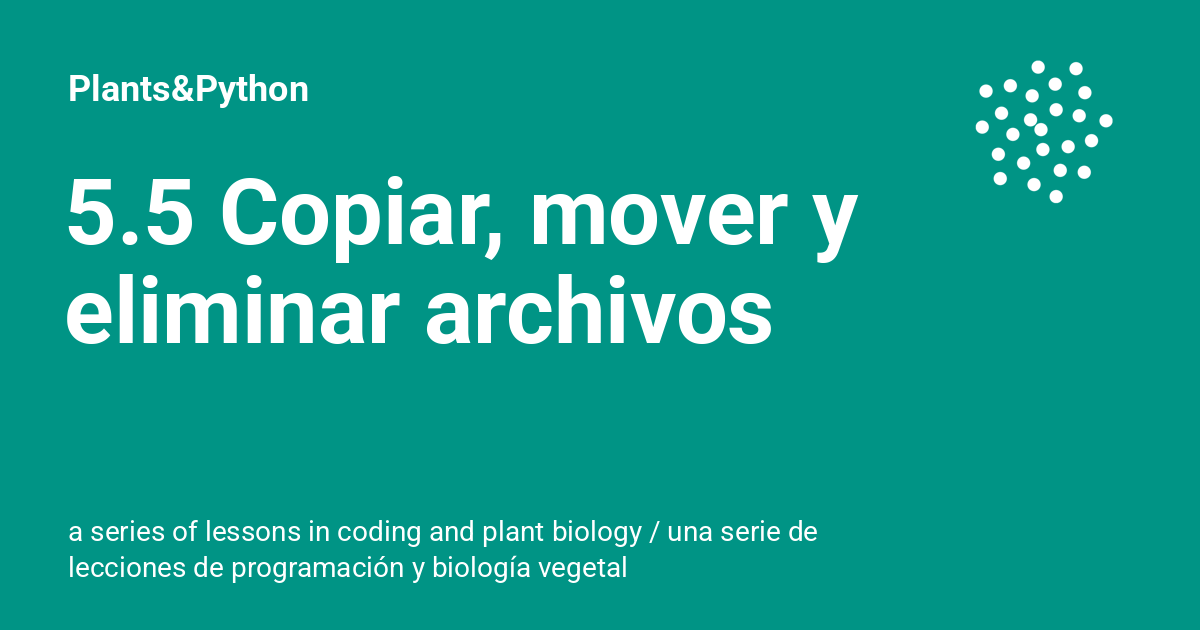 Plants&Python
5.5 Copiar, mover y
eliminar archivos
a series of lessons in coding and plant biology / una serie de
lecciones de programación y biología vegetal